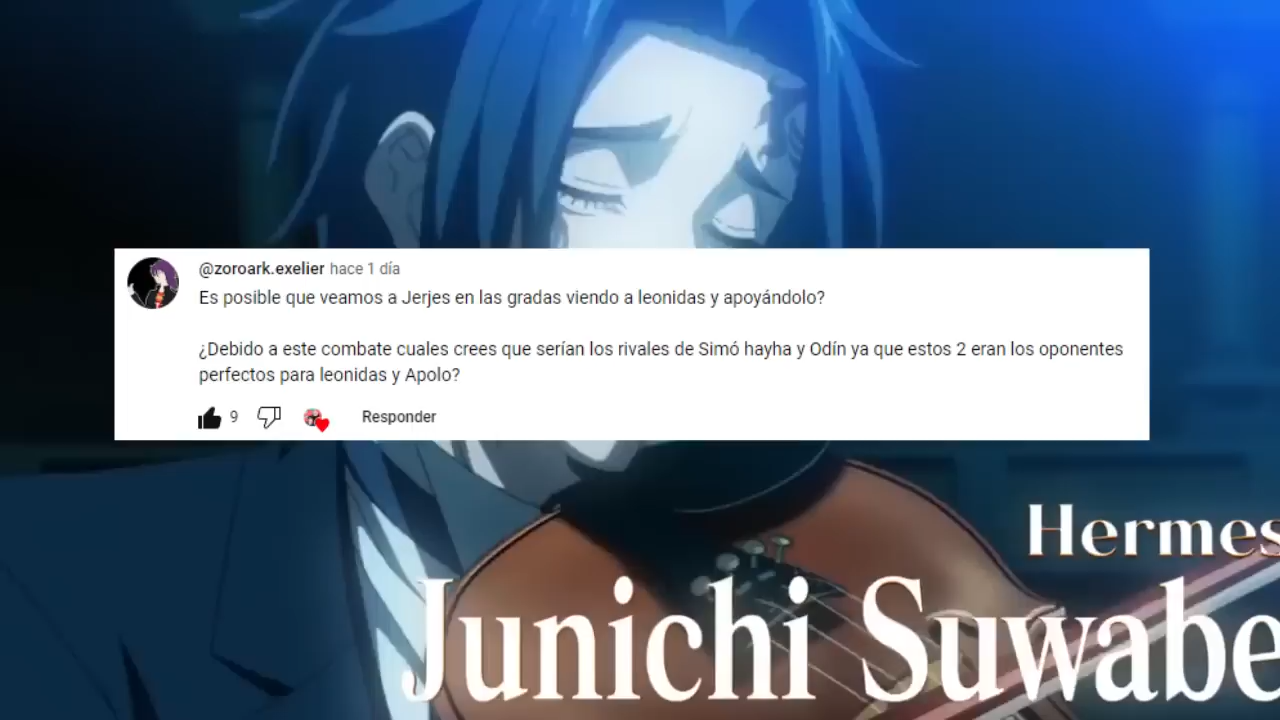 @zoroark.exelier hace 1 día
Es posible que veamos a Jerjes en las gradas viendo a leonidas y apoyándolo?
¿Debido a este combate cuales crees que serían los rivales de Simó hayha y Odín ya que estos 2 eran los oponentes
perfectos para leonidas y Apolo?
9 Responder
Hermes
Junichi Suwabe